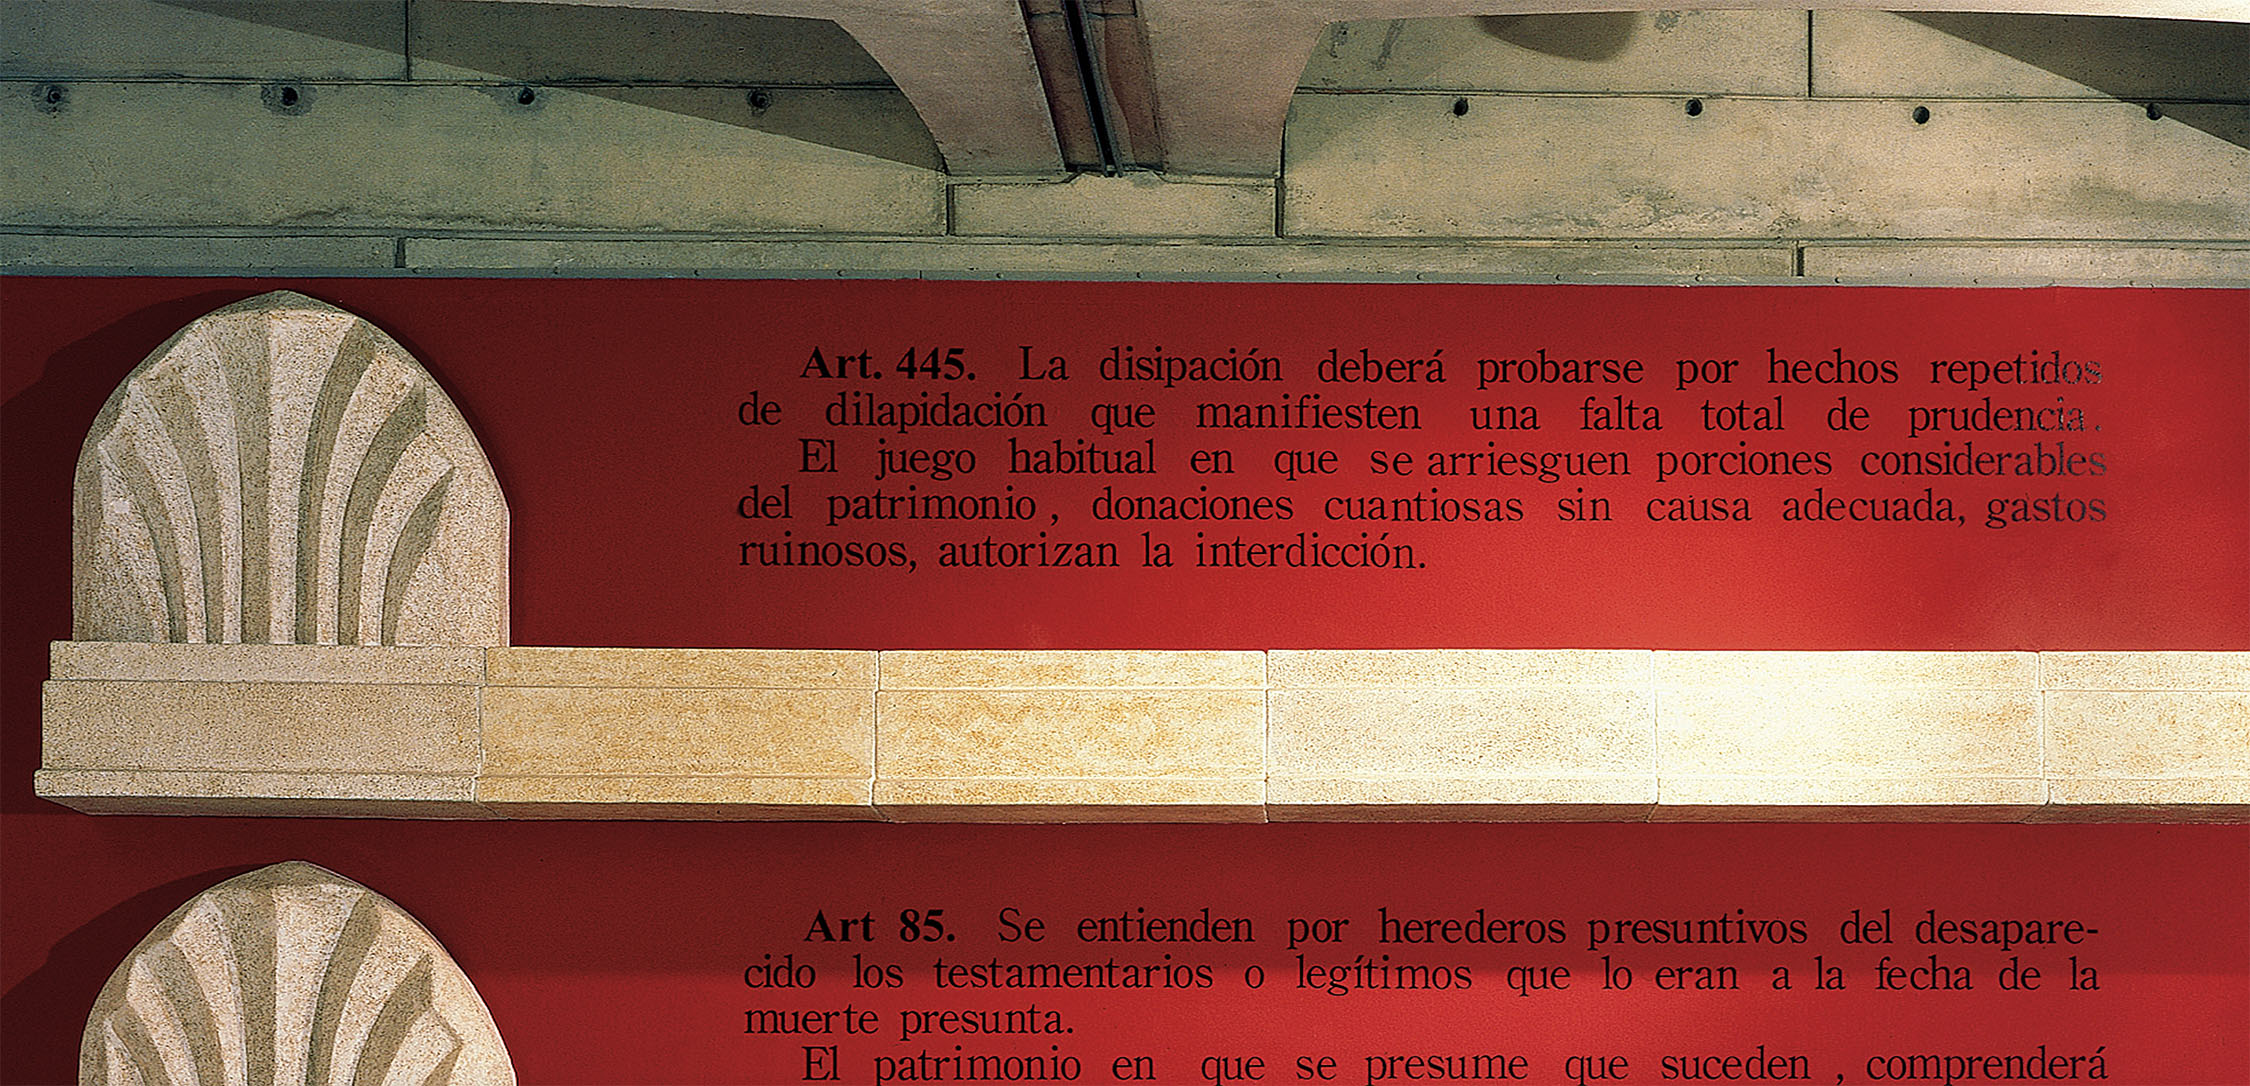 Art. 445. La disipación deberá probarse por hechos repetidos
de dilapidación que manifiesten una falta total de prudencia.
El juego habitual en que se arriesguen porciones considerables
del patrimonio, donaciones cuantiosas sin causa adecuada, gastos
ruinosos, autorizan la interdicción.
Art 85. Se entienden por herederos presuntivos del desapare-
cido los testamentarios o legítimos que lo eran a la fecha de la
muerte presunta.
El patrimonio en que se presume que suceden, comprenderá